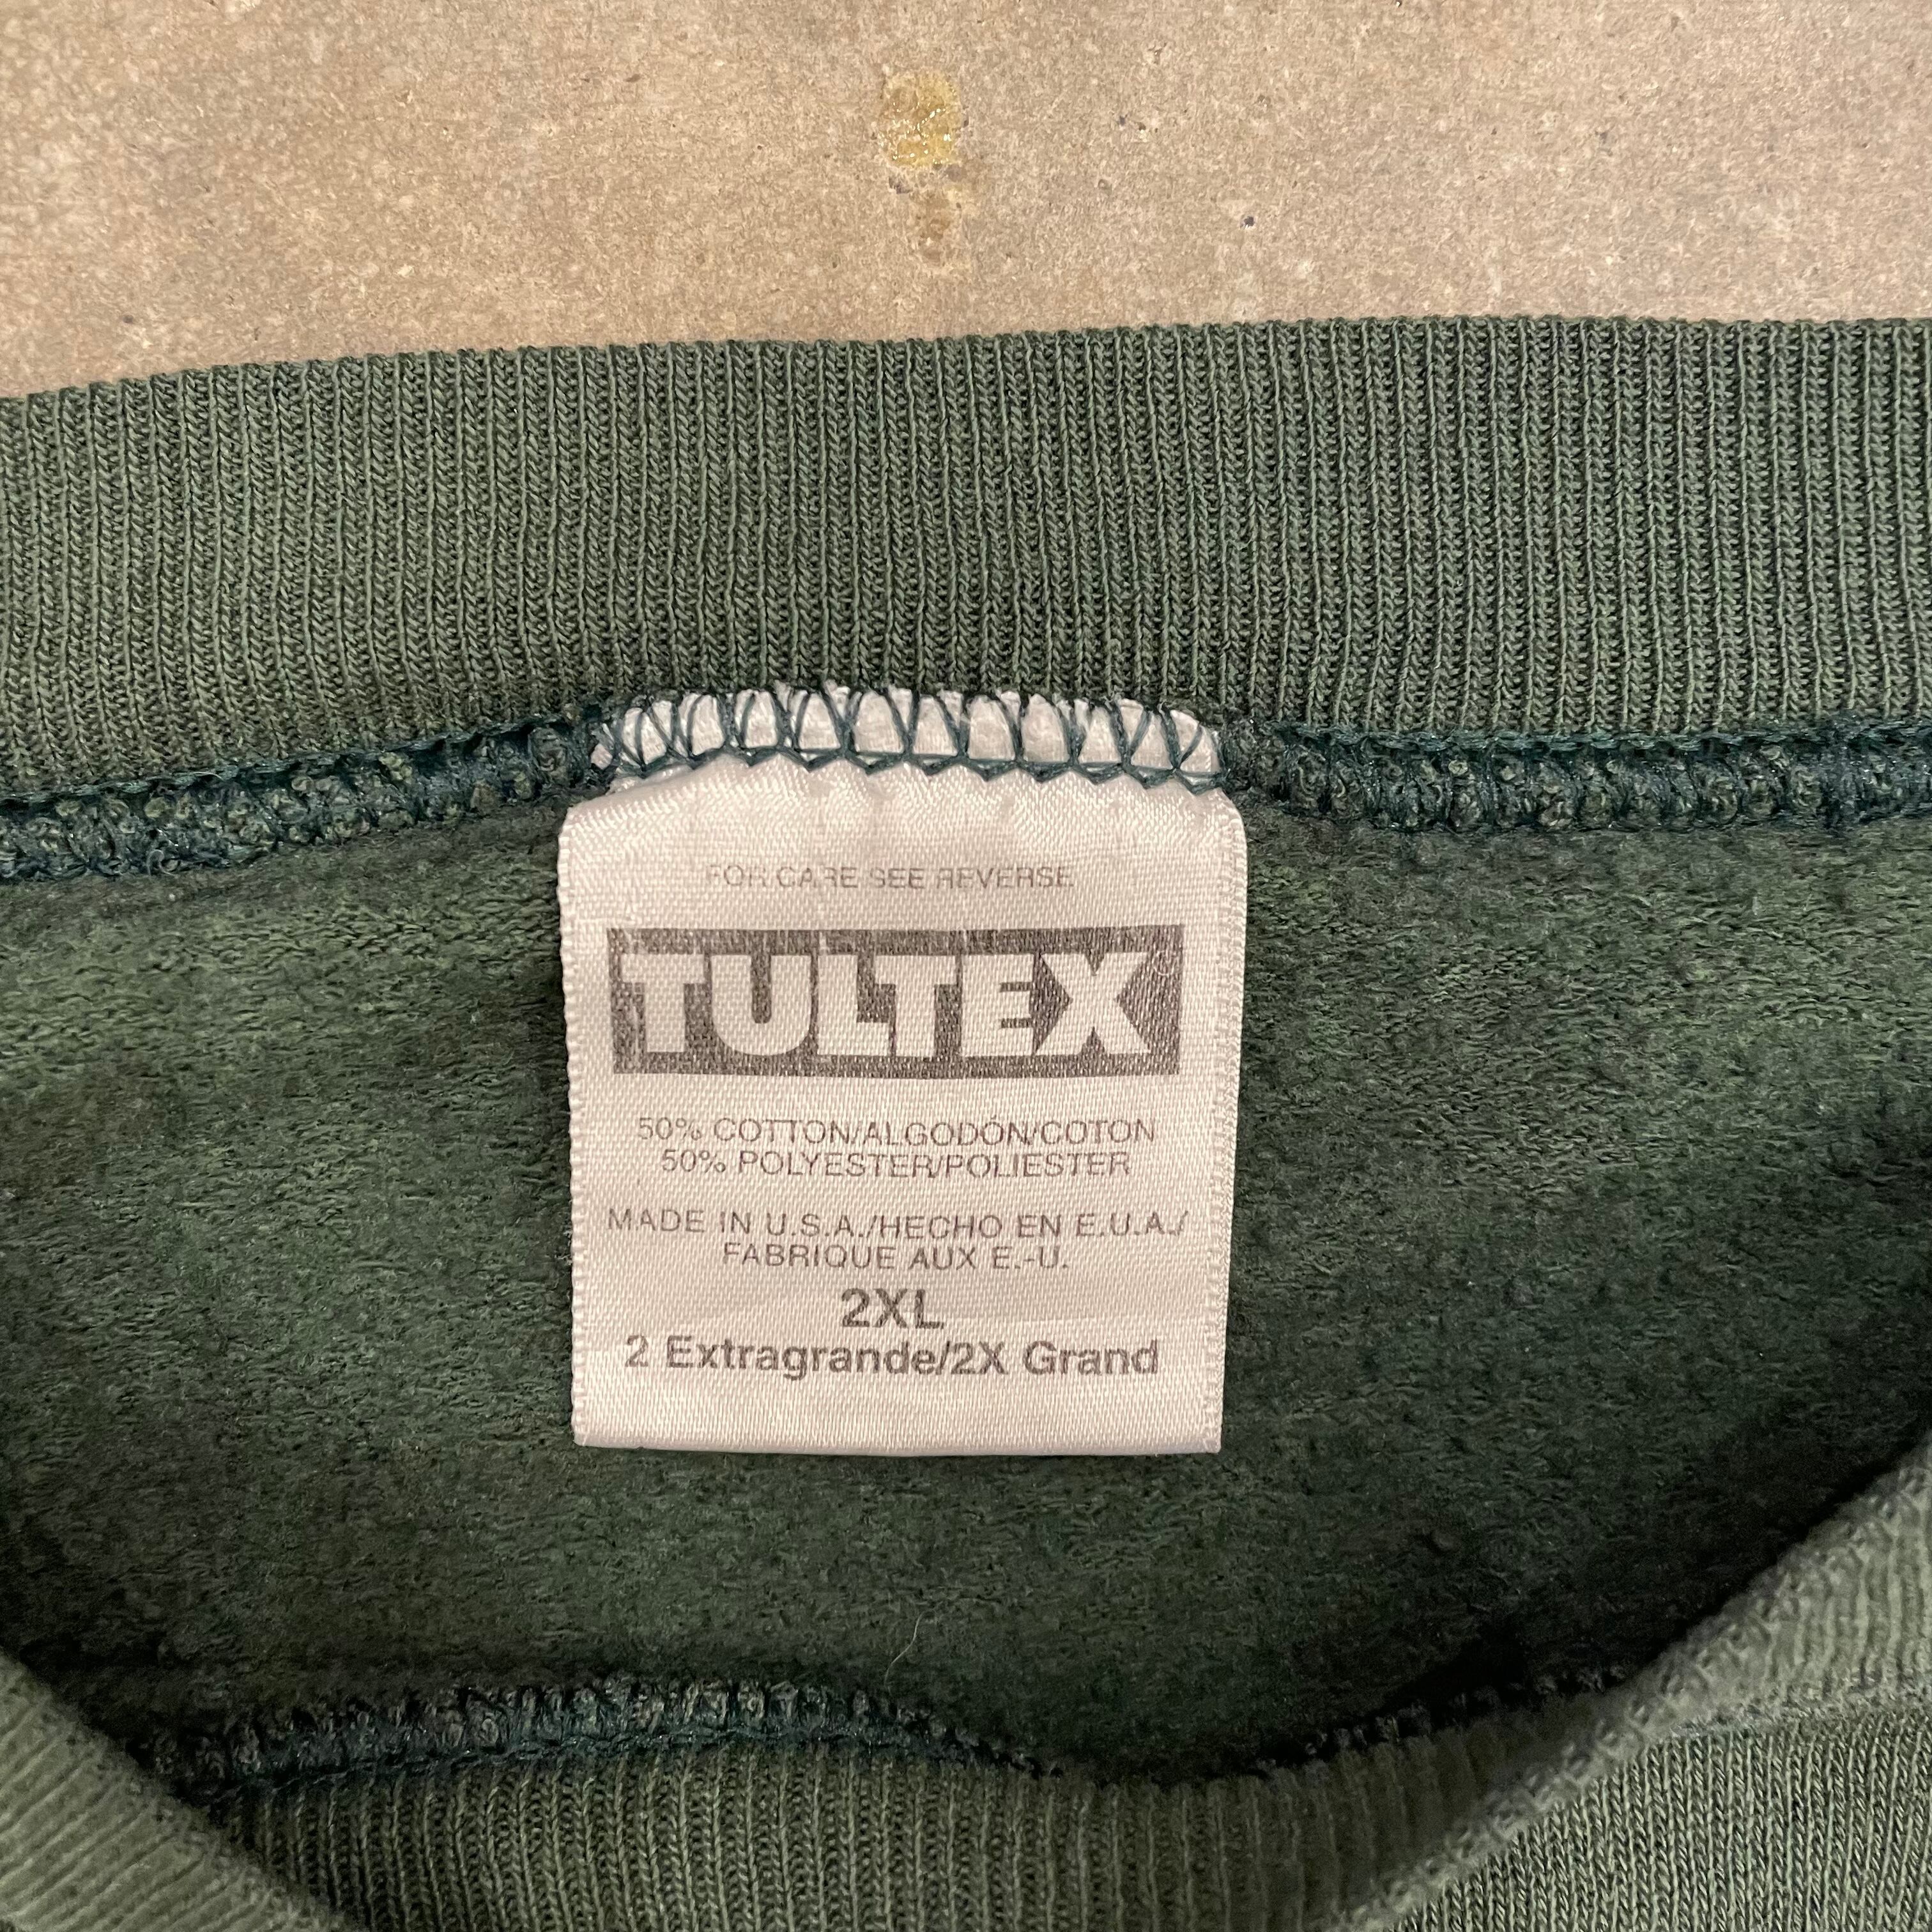 FOR CARE SEE REVERSE
TULTEX
50% COTTON/ALGODÓN/COTON
50% POLYESTER/POLIESTER
MADE IN U.S.A./HECHO EN E.U.A./
FABRIQUE AUX E.-U.
2XL
2 Extragrande/2X Grand